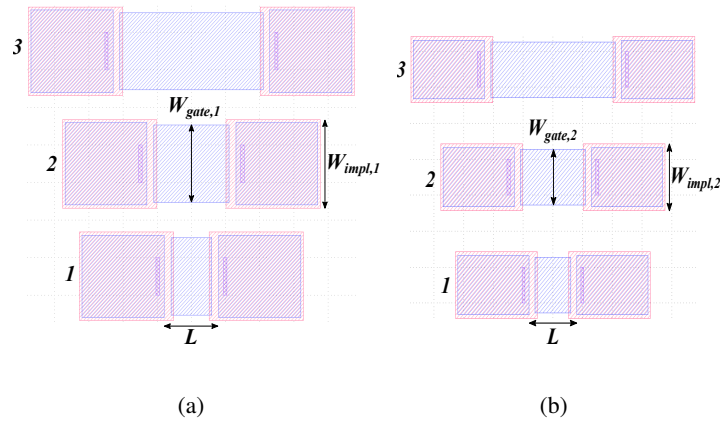 3
W_gate,1
2
W_impl,1
1
L
3
W_gate,2
2
W_impl,2
1
L
(a)
(b)